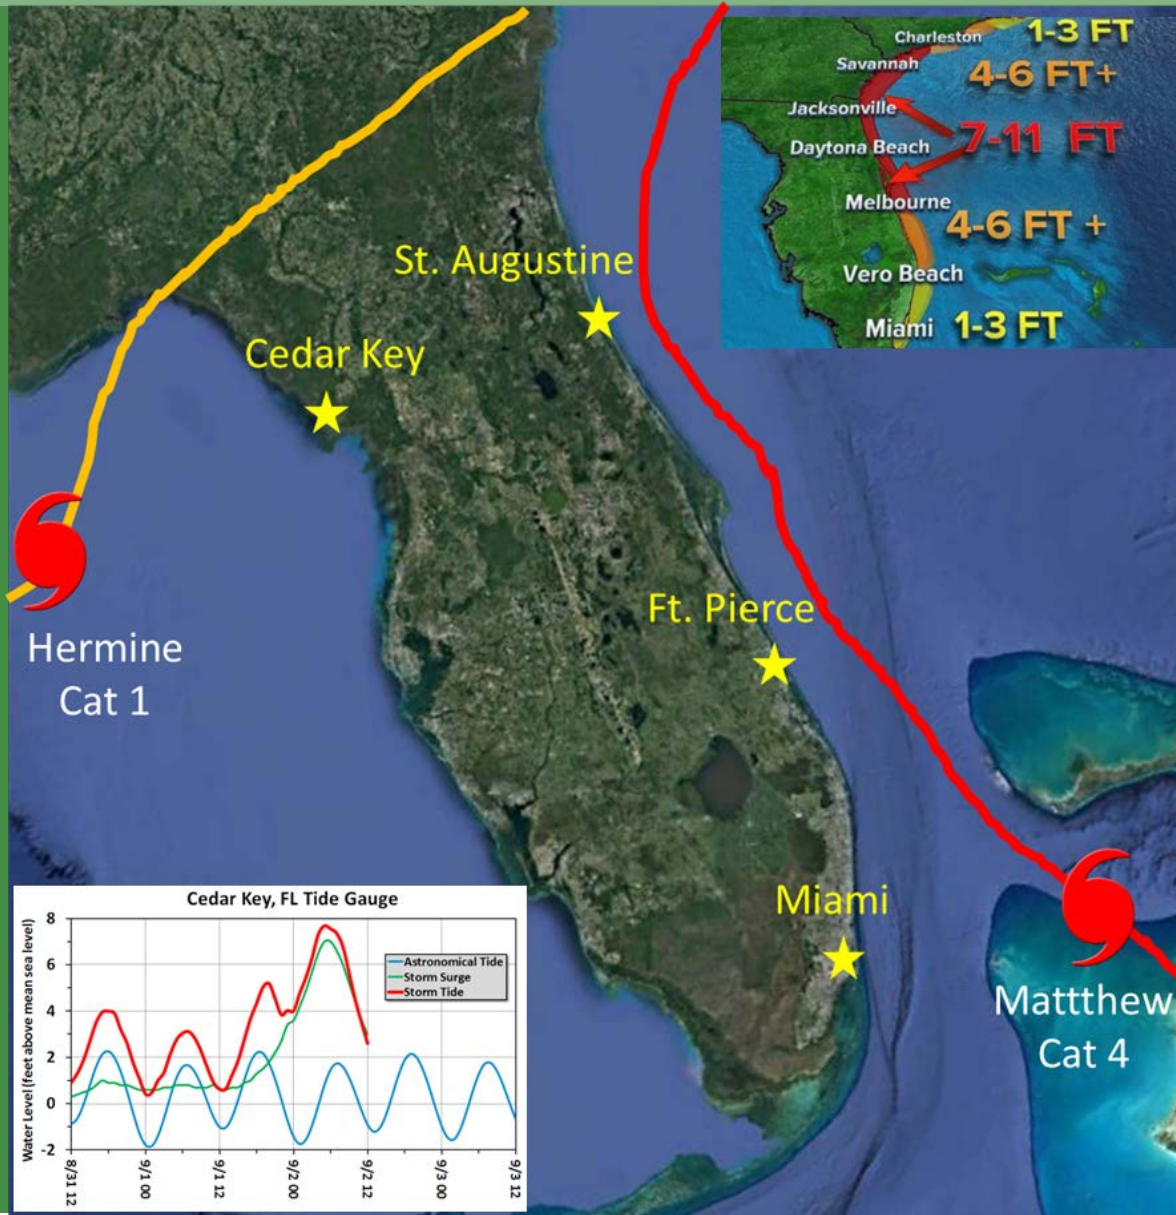 Charleston
1-3 FT
Savannah
4-6 FT+
Jacksonville
7-11 FT
Daytona Beach
Melbourne
4-6 FT +
Vero Beach
Miami
1-3 FT
St. Augustine
Cedar Key
Ft. Pierce
Hermine
Cat 1
Miami
Mattthew
Cat 4
Cedar Key, FL Tide Gauge
Water Level (feet above mean sea level)
8
6
4
2
0
-2
Astronomical Tide
Storm Surge
Storm Tide
8/31 12
9/1 00
9/1 12
9/2 00
9/2 12
9/3 00
9/3 12